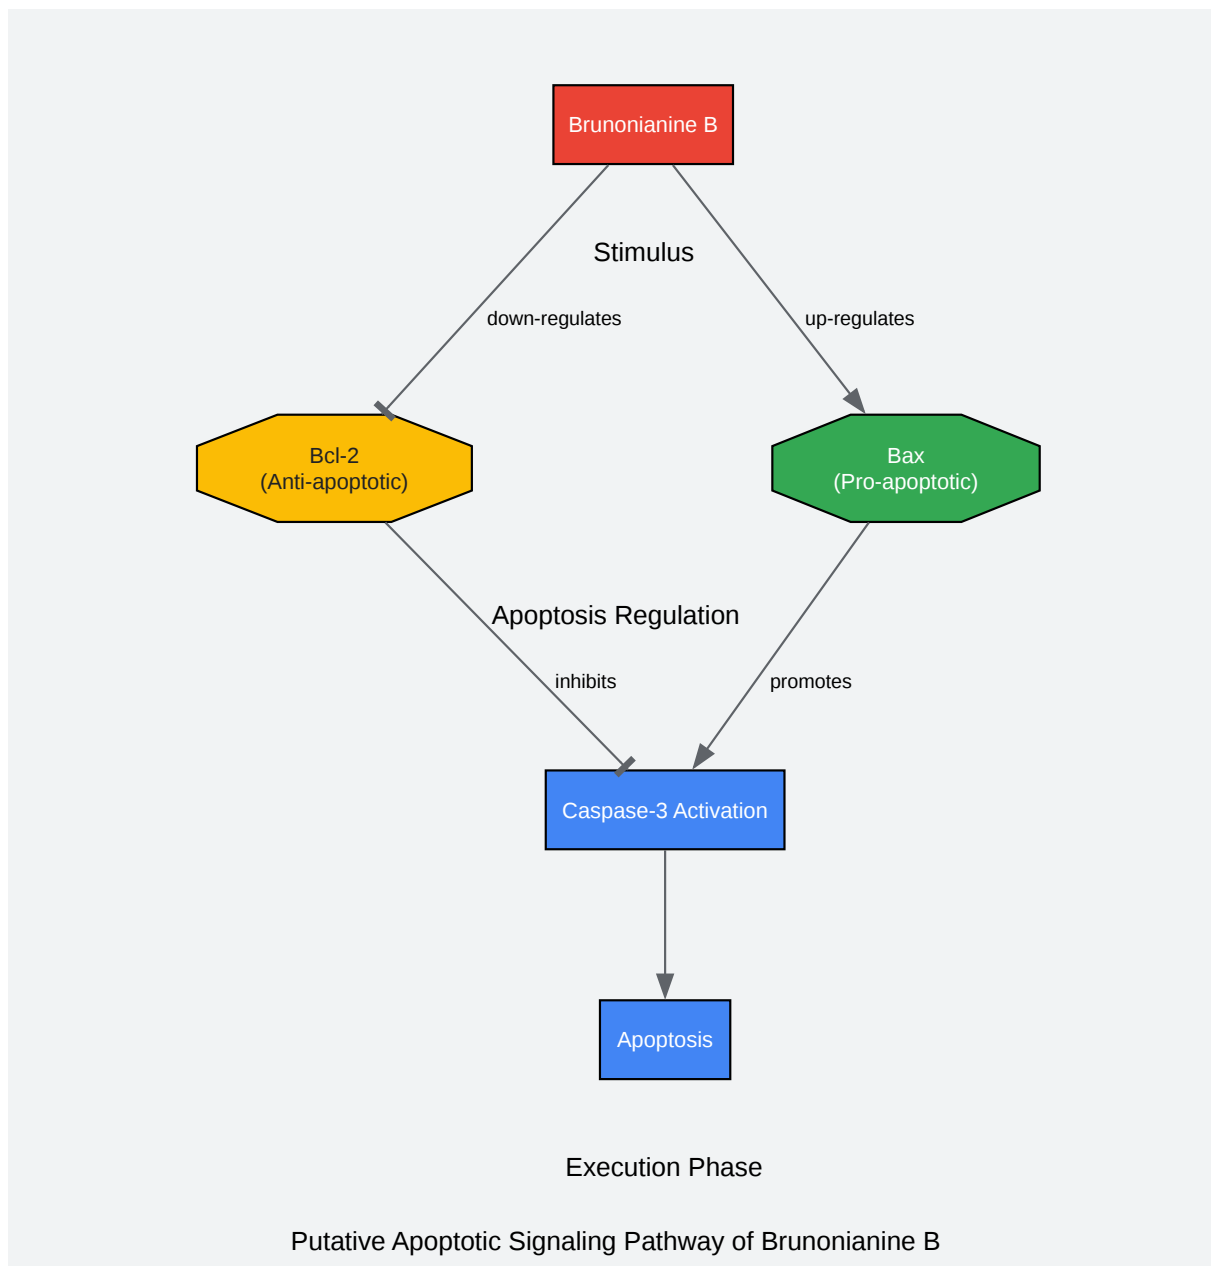 Brunonianine B
Stimulus
down-regulates
up-regulates
Bcl-2
(Anti-apoptotic)
Bax
(Pro-apoptotic)
Apoptosis Regulation
inhibits
promotes
Caspase-3 Activation
Apoptosis
Execution Phase
Putative Apoptotic Signaling Pathway of Brunonianine B